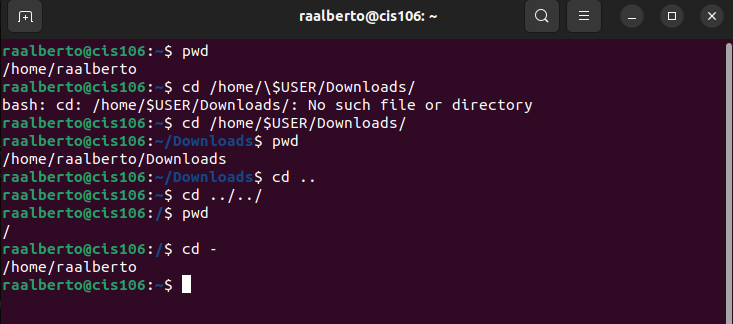 raalberto@cis106: ~
raalberto@cis106:~$ pwd
/home/raalberto
raalberto@cis106:~$ cd /home/\$USER/Downloads/
bash: cd: /home/$USER/Downloads/: No such file or directory
raalberto@cis106:~$ cd /home/$USER/Downloads/
raalberto@cis106:~/Downloads$ pwd
/home/raalberto/Downloads
raalberto@cis106:~/Downloads$ cd ..
raalberto@cis106:~$ cd ../../
raalberto@cis106:/$ pwd
/
raalberto@cis106:/$ cd -
/home/raalberto
raalberto@cis106:~$